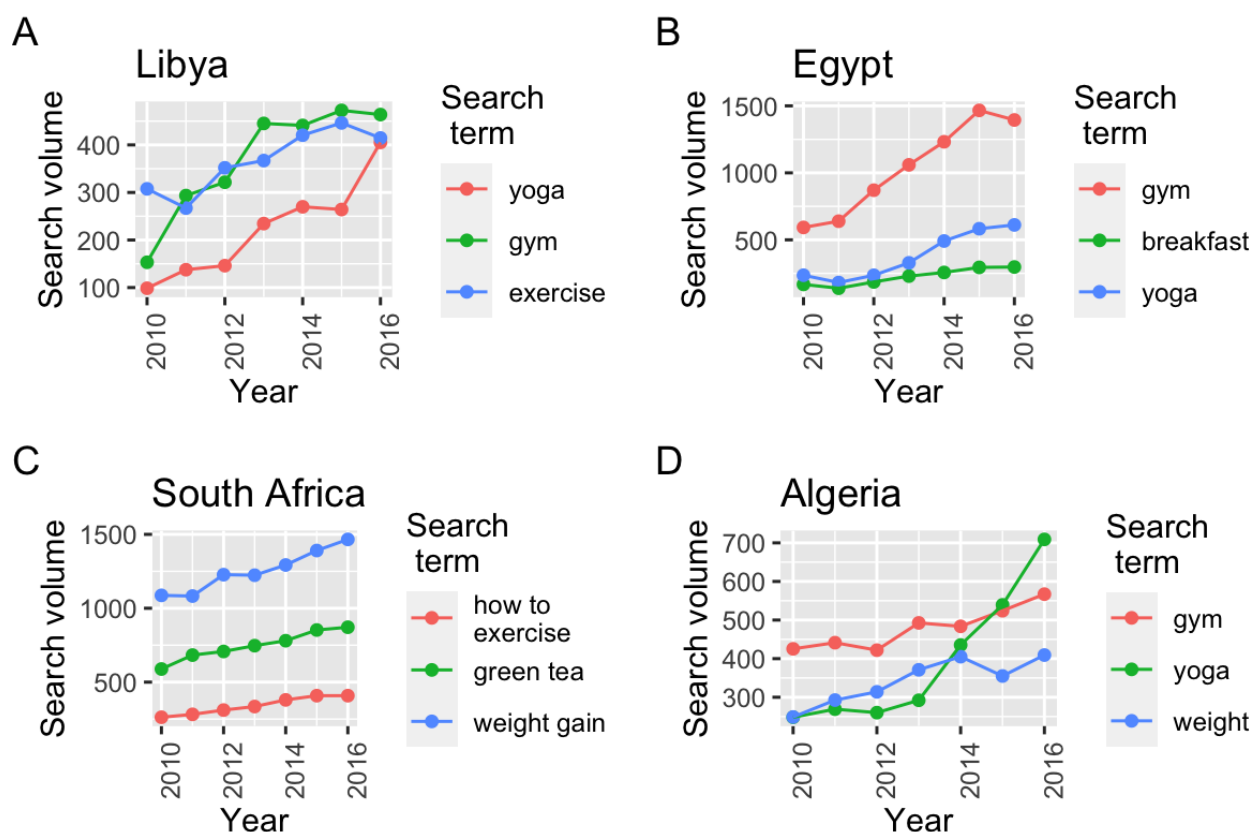 A
Libya
Search volume
400
300
200
100
2010
2012
2014
2016
Year
Search
term
yoga
gym
exercise
B
Egypt
Search volume
1500
1000
500
2010
2012
2014
2016
Year
Search
term
gym
breakfast
yoga
C
South Africa
Search volume
1500
1000
500
2010
2012
2014
2016
Year
Search
term
how to
exercise
green tea
weight gain
D
Algeria
Search volume
700
600
500
400
300
2010
2012
2014
2016
Year
Search
term
gym
yoga
weight